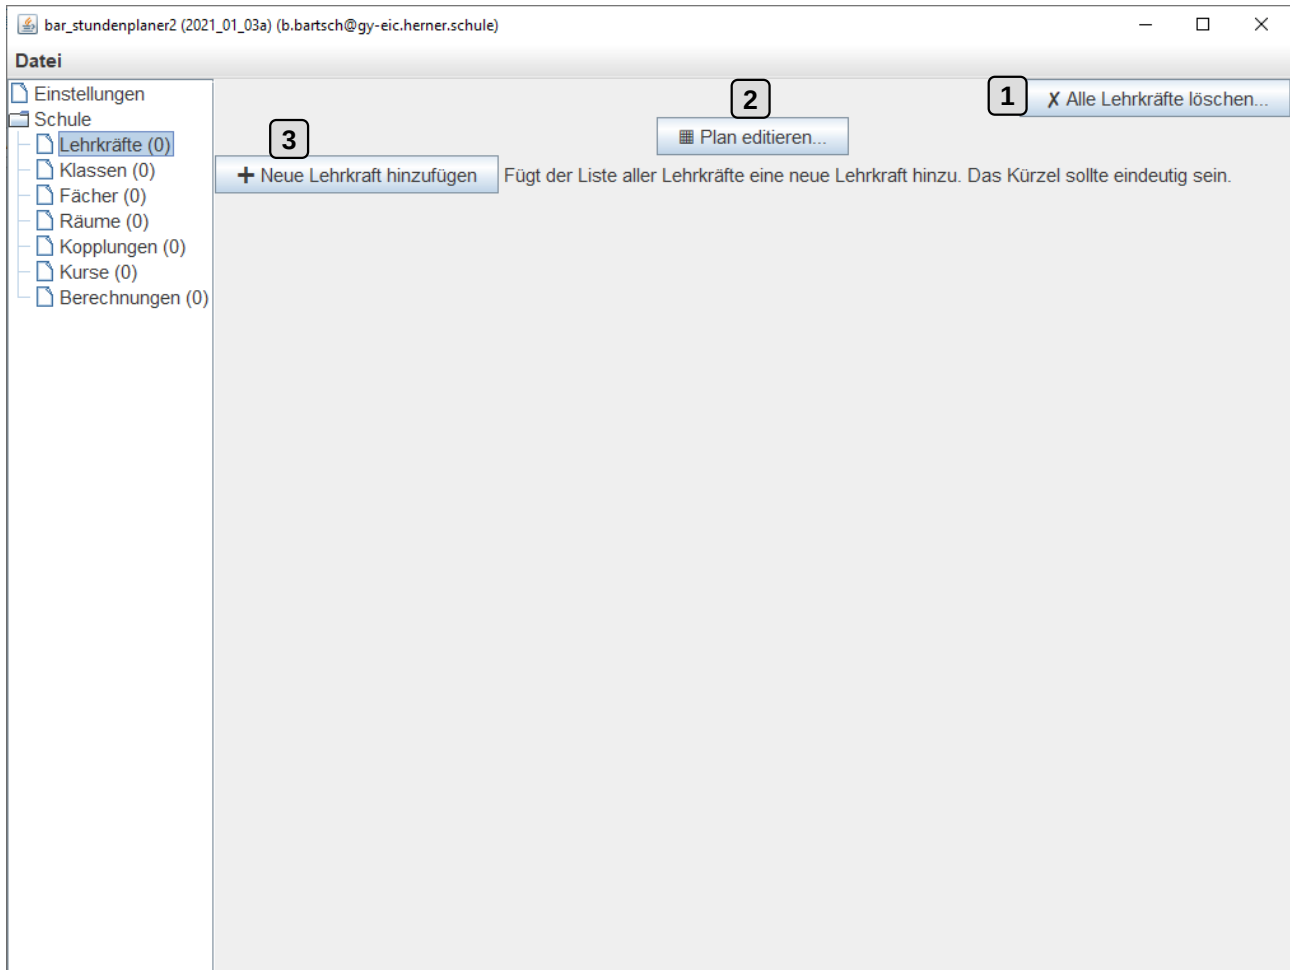 bar_stundenplaner2 (2021_01_03a) (b.bartsch@gy-eic.herner.schule)
Datei
Einstellungen
Schule
Lehrkräfte (0)
Klassen (0)
Fächer (0)
Räume (0)
Kopplungen (0)
Kurse (0)
Berechnungen (0)
1
✗ Alle Lehrkräfte löschen...
2
▦ Plan editieren...
3
+ Neue Lehrkraft hinzufügen
Fügt der Liste aller Lehrkräfte eine neue Lehrkraft hinzu. Das Kürzel sollte eindeutig sein.